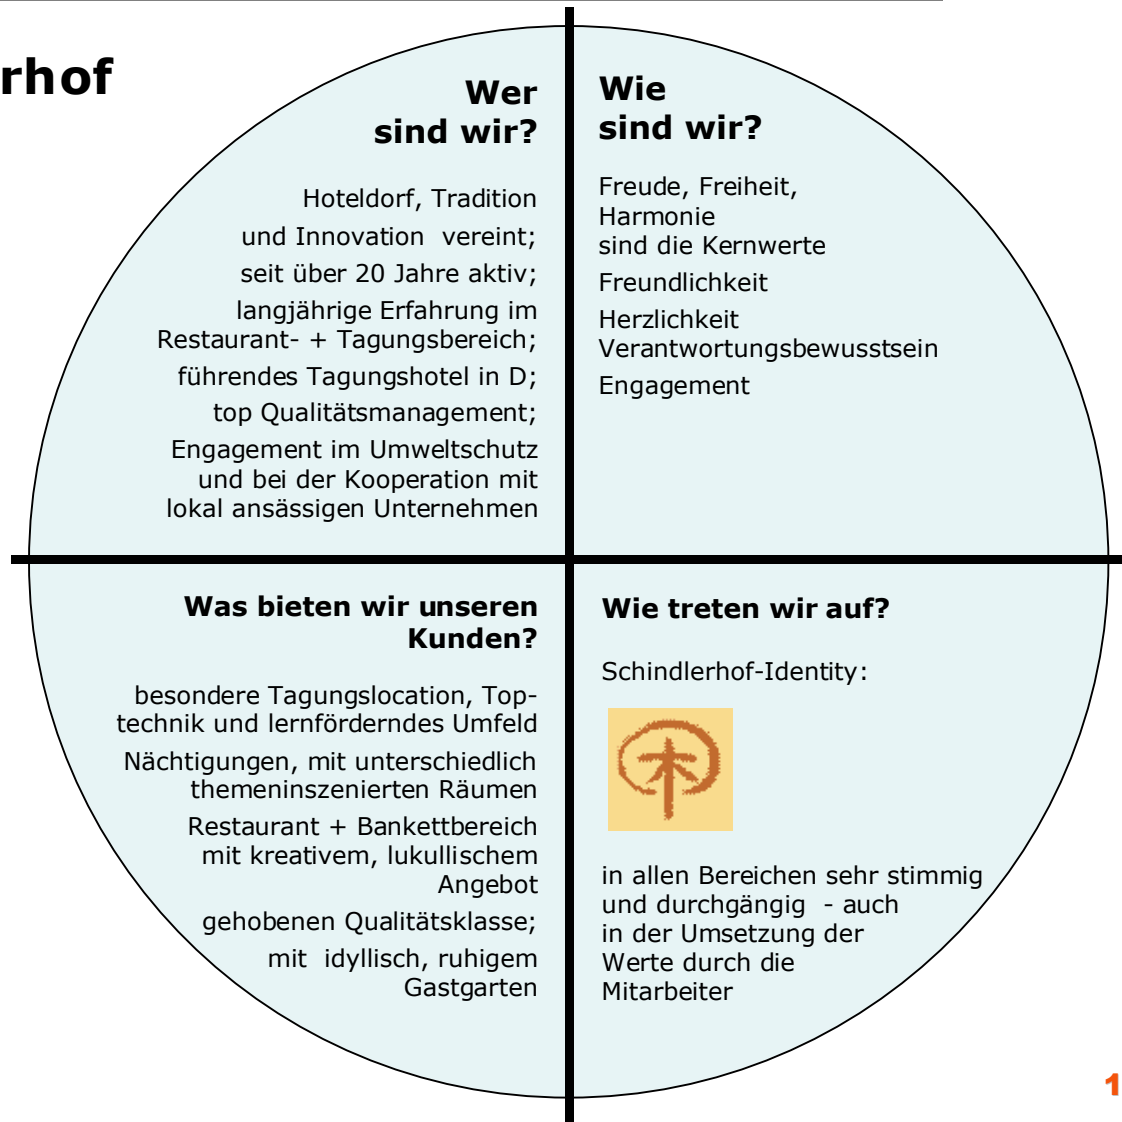 rhof
Wer
sind wir?
Hoteldorf, Tradition
und Innovation  vereint;
seit über 20 Jahre aktiv;
langjährige Erfahrung im
Restaurant- + Tagungsbereich;
führendes Tagungshotel in D;
top Qualitätsmanagement;
Engagement im Umweltschutz
und bei der Kooperation mit
lokal ansässigen Unternehmen
Wie
sind wir?
Freude, Freiheit,
Harmonie
sind die Kernwerte
Freundlichkeit
Herzlichkeit
Verantwortungsbewusstsein
Engagement
Was bieten wir unseren
Kunden?
besondere Tagungslocation, Top-
technik und lernförderndes Umfeld
Nächtigungen, mit unterschiedlich
themeninszenierten Räumen
Restaurant + Bankettbereich
mit kreativem, lukullischem
Angebot
gehobenen Qualitätsklasse;
mit  idyllisch, ruhigem
Gastgarten
Wie treten wir auf?
Schindlerhof-Identity:
in allen Bereichen sehr stimmig
und durchgängig  - auch
in der Umsetzung der
Werte durch die
Mitarbeiter
1